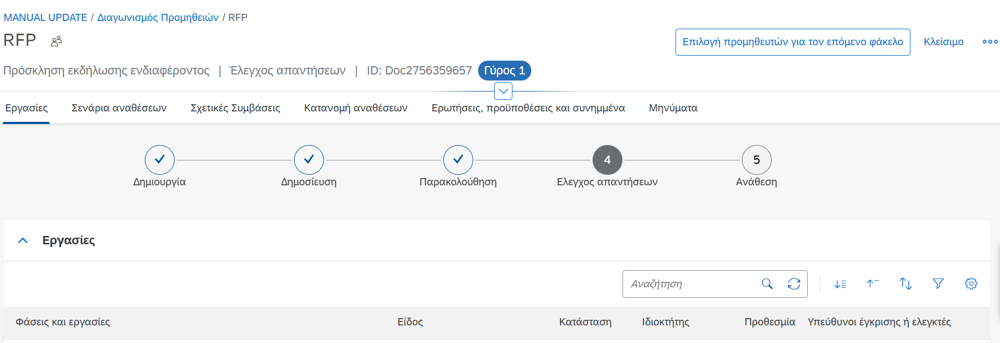 MANUAL UPDATE / Διαγωνισμός Προμηθειών / RFP
RFP
Επιλογή προμηθευτών για τον επόμενο φάκελο Κλείσιμο
Πρόσκληση εκδήλωσης ενδιαφέροντος | Έλεγχος απαντήσεων | ID: Doc2756359657 Γύρος 1
Εργασίες Σενάρια αναθέσεων Σχετικές Συμβάσεις Κατανομή αναθέσεων Ερωτήσεις, προϋποθέσεις και συνημμένα Μηνύματα
4 5
Δημιουργία Δημοσίευση Παρακολούθηση Έλεγχος απαντήσεων Ανάθεση
Εργασίες
Αναζήτηση
Φάσεις και εργασίες Είδος Κατάσταση Ιδιοκτήτης Προθεσμία Υπεύθυνοι έγκρισης ή ελεγκτές